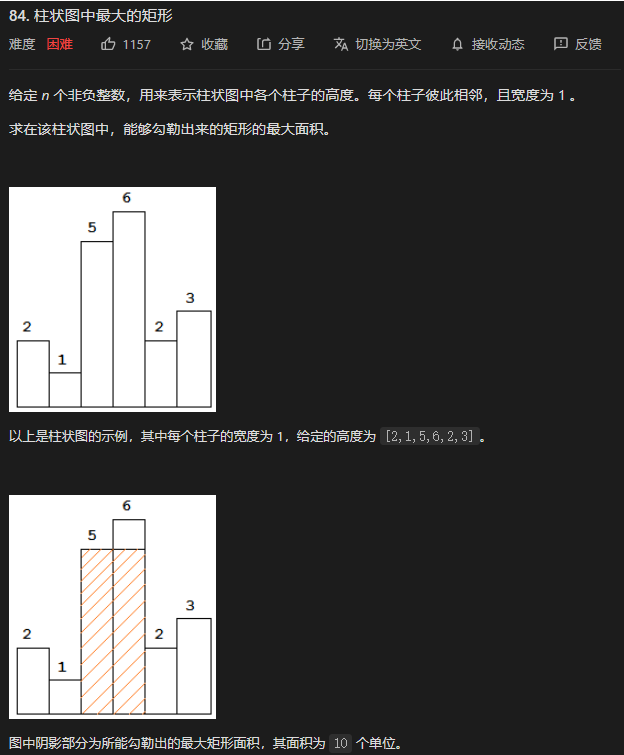 84. 柱状图中最大的矩形
难度 困难 1157 收藏 分享 切换为英文 接收动态 反馈
给定 n 个非负整数，用来表示柱状图中各个柱子的高度。每个柱子彼此相邻，且宽度为 1 。
求在该柱状图中，能够勾勒出来的矩形的最大面积。
6
5
3
2
2
1
以上是柱状图的示例，其中每个柱子的宽度为 1，给定的高度为 [2,1,5,6,2,3]。
6
5
3
2
2
1
图中阴影部分为所能勾勒出的最大矩形面积，其面积为 10 个单位。